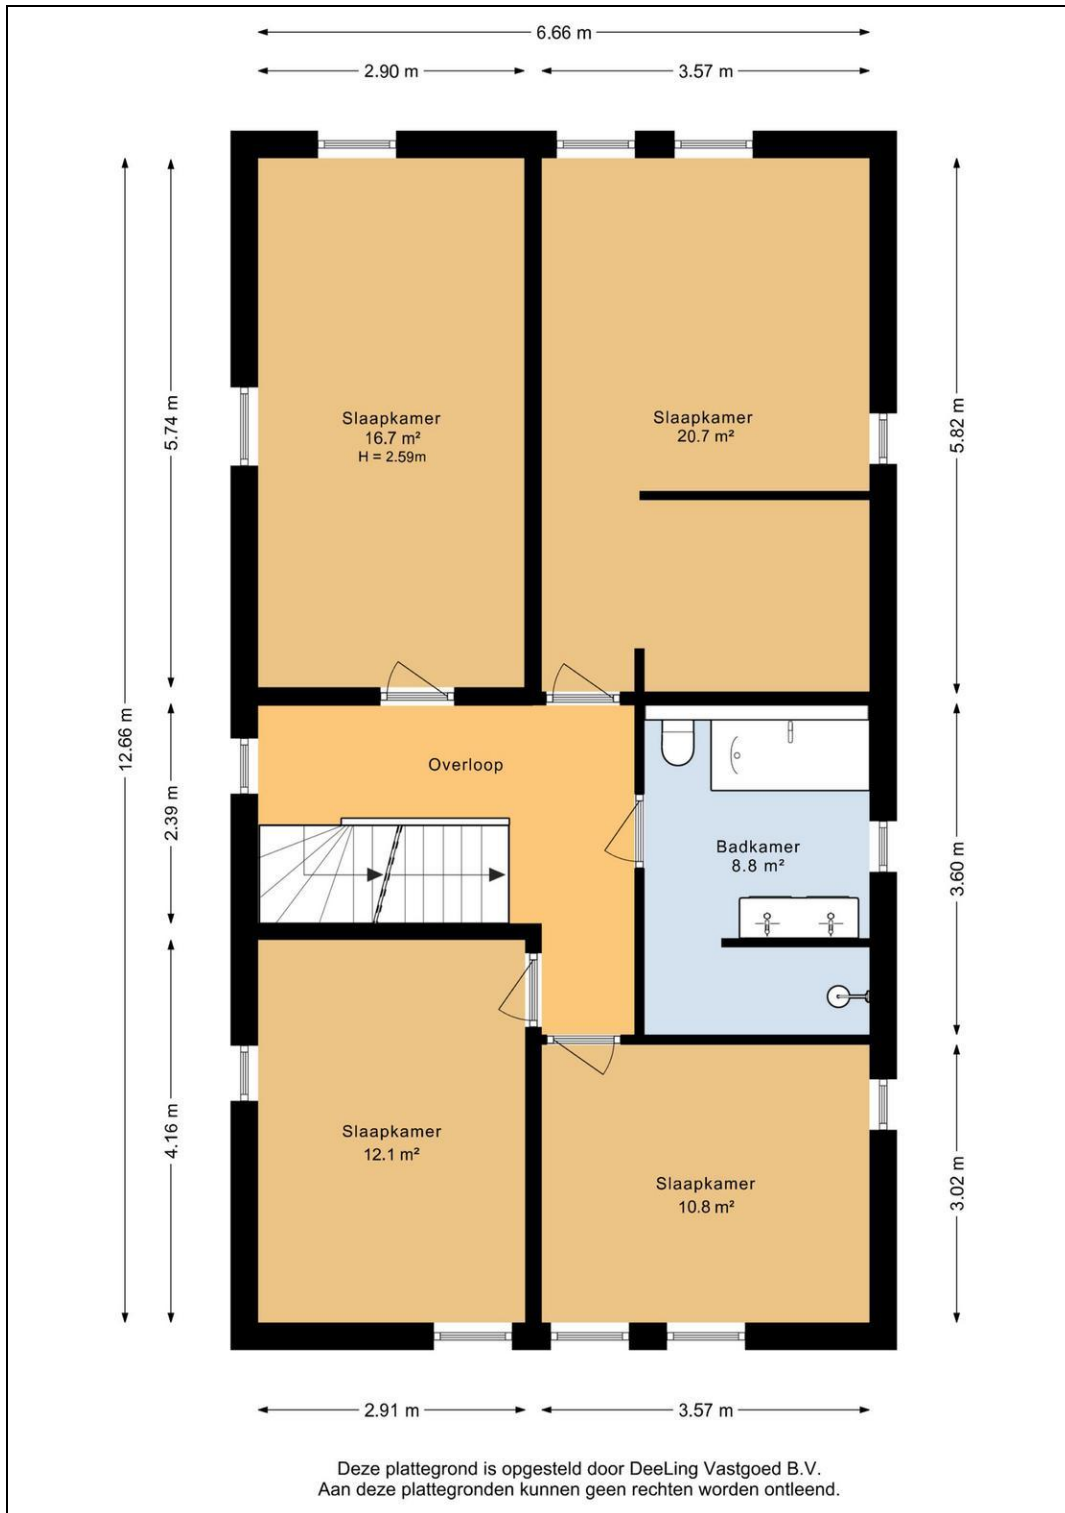 6.66 m
2.90 m
3.57 m
12.66 m
5.74 m
5.82 m
Slaapkamer
16.7 m²
H = 2.59m
Slaapkamer
20.7 m²
2.39 m
Overloop
Badkamer
8.8 m²
3.60 m
4.16 m
Slaapkamer
12.1 m²
Slaapkamer
10.8 m²
3.02 m
2.91 m
3.57 m
Deze plattegrond is opgesteld door DeeLing Vastgoed B.V.
Aan deze plattegronden kunnen geen rechten worden ontleend.